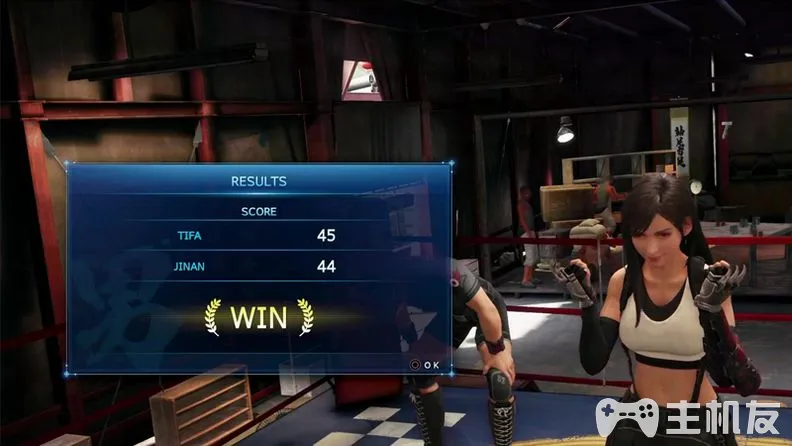 RESULTS
SCORE
TIFA 45
JINAN 44
WIN
OK
主机友